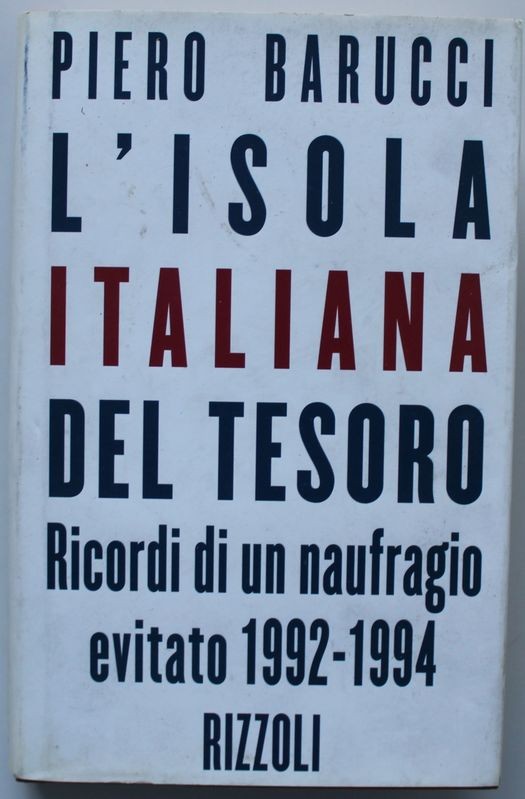 PIERO BARUCCI
L'ISOLA
ITALIANA
DEL TESORO
Ricordi di un naufragio
evitato 1992-1994
RIZZOLI